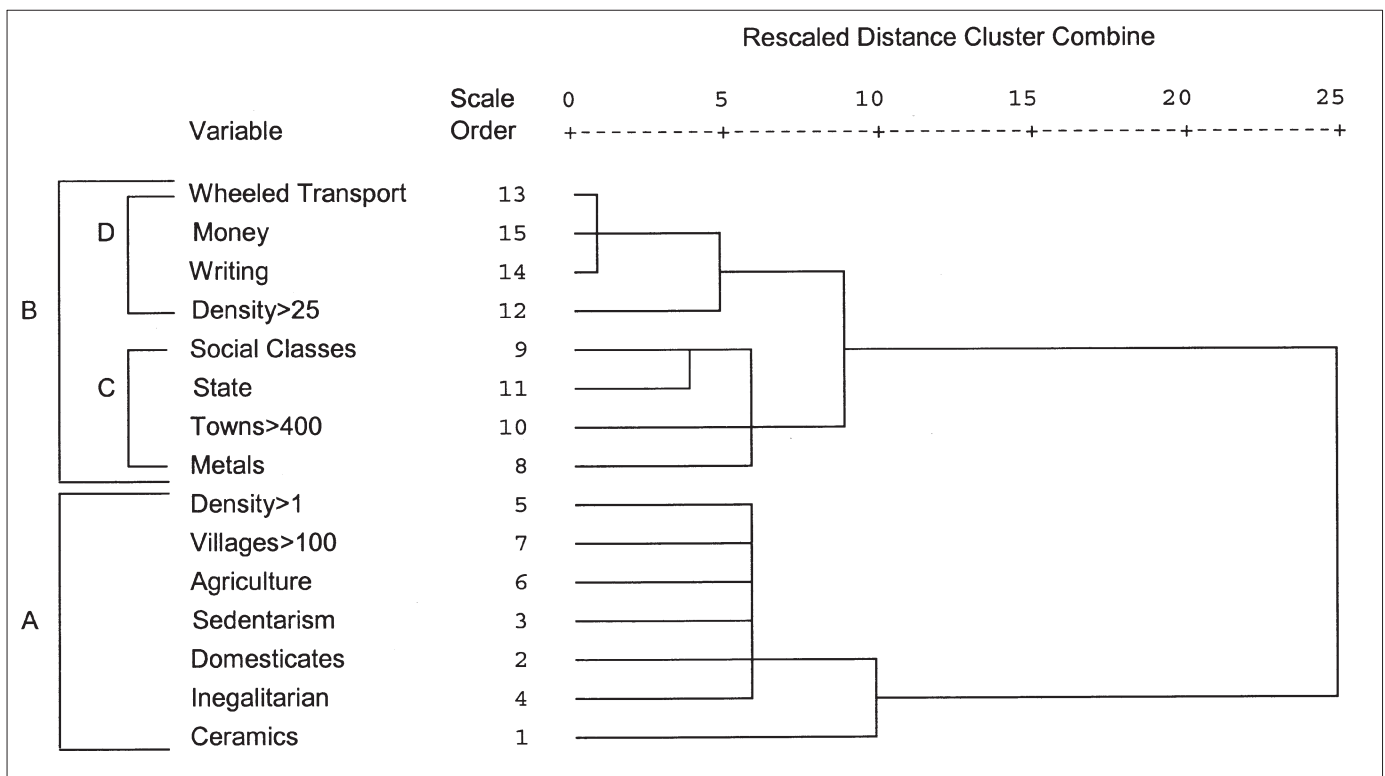 Rescaled Distance Cluster Combine
Scale 0 5 10 15 20 25
Variable Order +---------+---------+---------+---------+---------+
Wheeled Transport 13
D Money 15
Writing 14
B Density>25 12
Social Classes 9
C State 11
Towns>400 10
Metals 8
Density>1 5
Villages>100 7
Agriculture 6
A Sedentarism 3
Domesticates 2
Inegalitarian 4
Ceramics 1